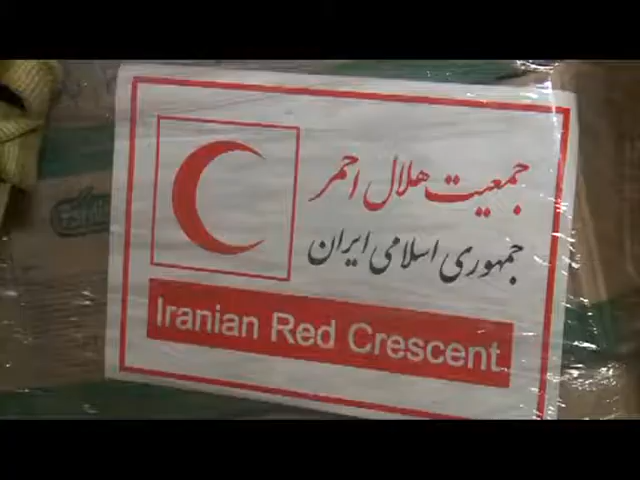 جمعیت هلال احمر
جمهوری اسلامی ایران
Iranian Red Crescent